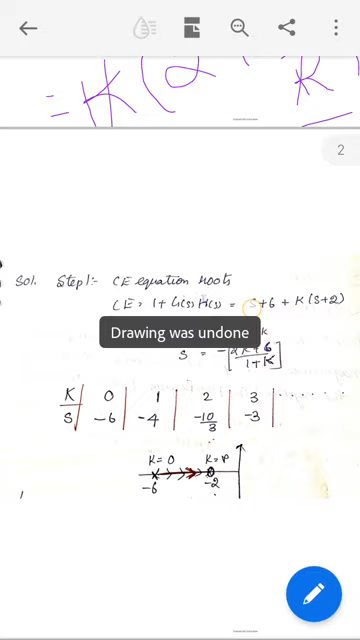 = K(2
K
2
Sol. Step 1:- CE equation roots
CE = 1 + G(s) H(s) = S+6 + K(S+2)
Drawing was undone
S = -[2K+6 / 1+K]
K | 0 | 1 | 2 | 3 | ........
S | -6 | -4 | -10/3 | -3 |
K=0 K=∞
-6 -2